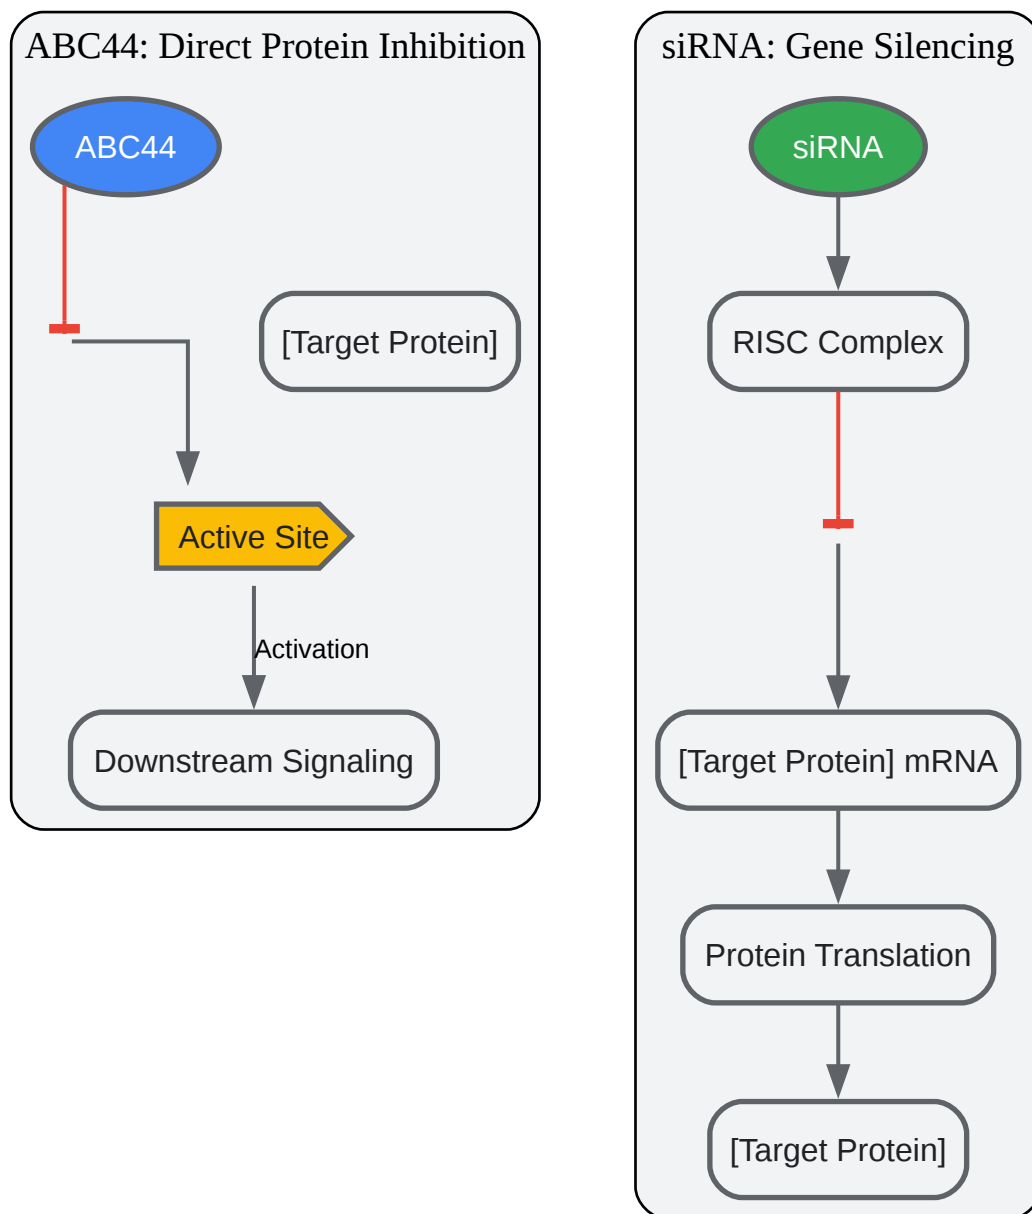 ABC44: Direct Protein Inhibition
ABC44
[Target Protein]
Active Site
Activation
Downstream Signaling
siRNA: Gene Silencing
siRNA
RISC Complex
[Target Protein] mRNA
Protein Translation
[Target Protein]